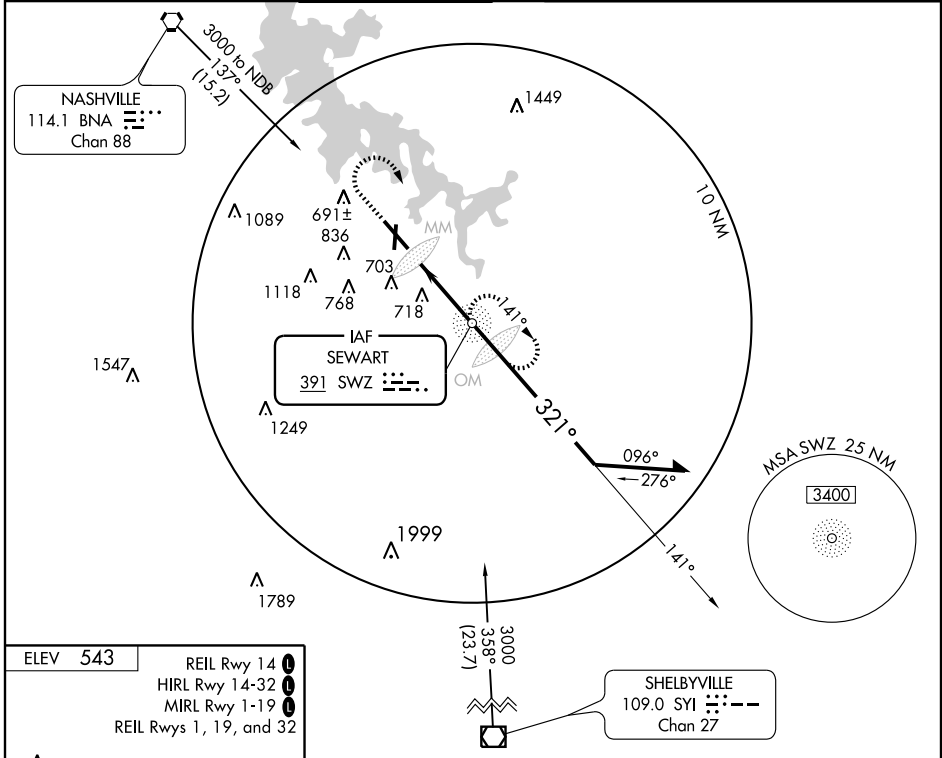 3000 to NDB
137°
(15.2)
NASHVILLE
114.1 BNA
Chan 88
1449
10 NM
1089
691±
836
MM
703
1118
768
718
141°
IAF
SEWART
391 SWZ
OM
1547
1249
321°
096°
276°
MSA SWZ 25 NM
3400
1999
141°
1789
3000
358°
(23.7)
ELEV 543
REIL Rwy 14 L
HIRL Rwy 14-32 L
MIRL Rwy 1-19 L
REIL Rwys 1, 19, and 32
SHELBYVILLE
109.0 SYI
Chan 27